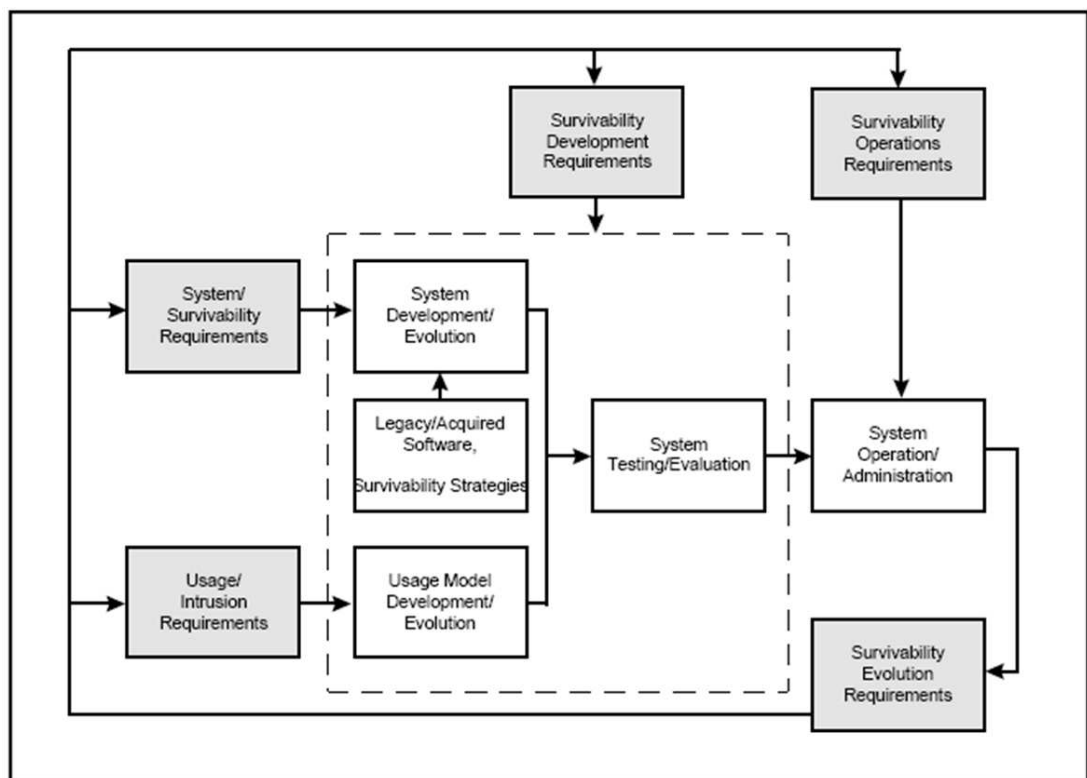 Survivability
Development
Requirements
Survivability
Operations
Requirements
System/
Survivability
Requirements
System
Development/
Evolution
Legacy/Acquired
Software,
Survivability Strategies
System
Testing/Evaluation
System
Operation/
Administration
Usage/
Intrusion
Requirements
Usage Model
Development/
Evolution
Survivability
Evolution
Requirements